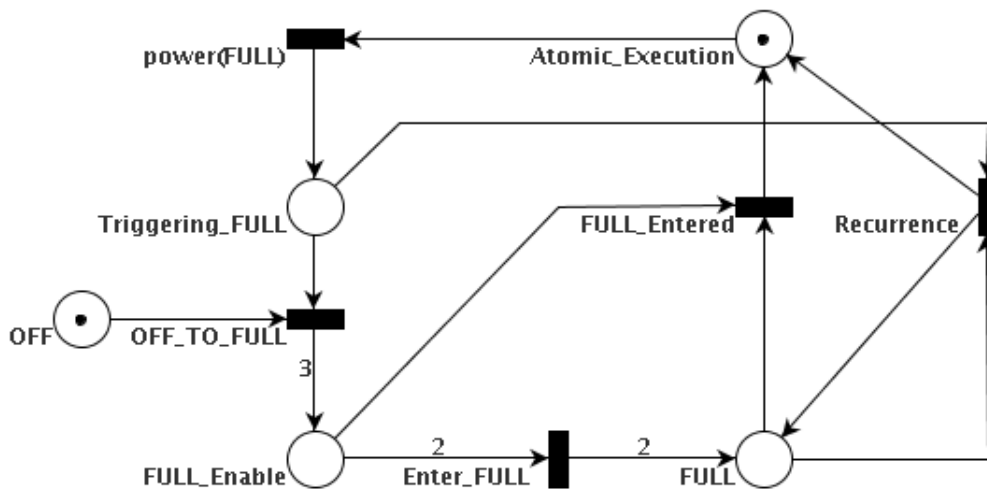 power(FULL)
Atomic_Execution
Triggering_FULL
FULL_Entered
Recurrence
OFF
OFF_TO_FULL
3
FULL_Enable
2
Enter_FULL
2
FULL